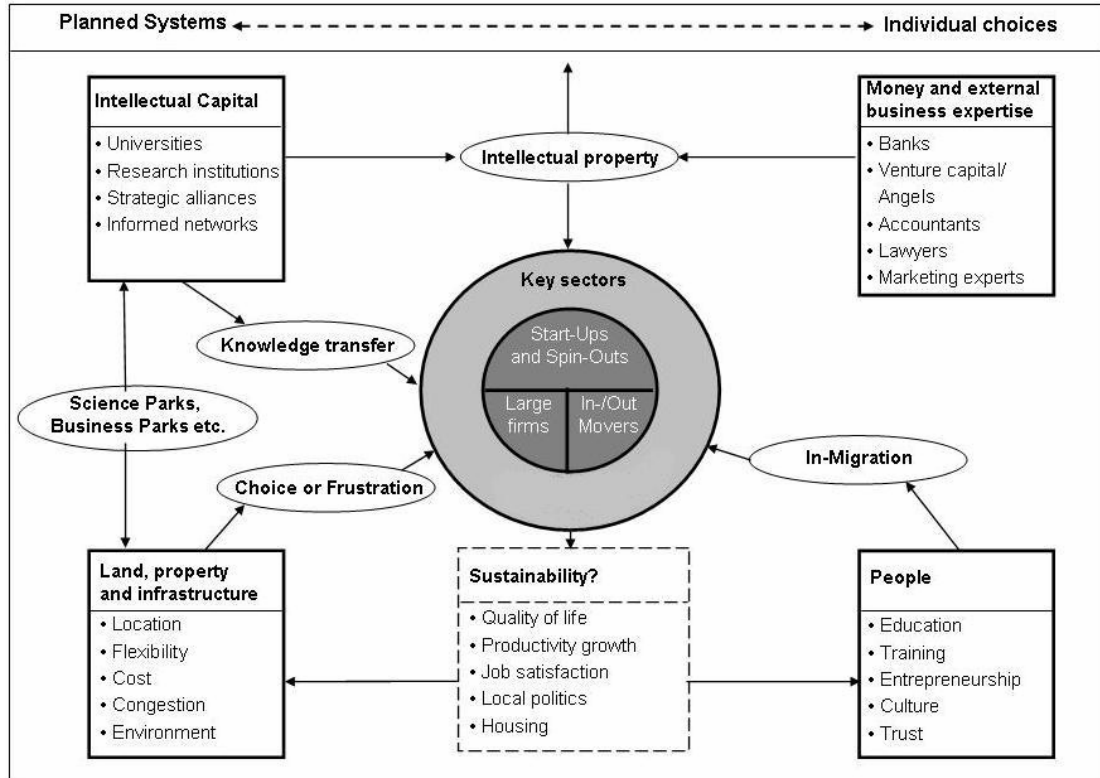 Planned Systems
Individual choices
Intellectual Capital
• Universities
• Research institutions
• Strategic alliances
• Informed networks
Intellectual property
Money and external
business expertise
• Banks
• Venture capital/
Angels
• Accountants
• Lawyers
• Marketing experts
Key sectors
Start-Ups
and Spin-Outs
Large
firms
In-/Out
Movers
Knowledge transfer
Science Parks,
Business Parks etc.
Choice or Frustration
In-Migration
Land, property
and infrastructure
• Location
• Flexibility
• Cost
• Congestion
• Environment
Sustainability?
• Quality of life
• Productivity growth
• Job satisfaction
• Local politics
• Housing
People
• Education
• Training
• Entrepreneurship
• Culture
• Trust